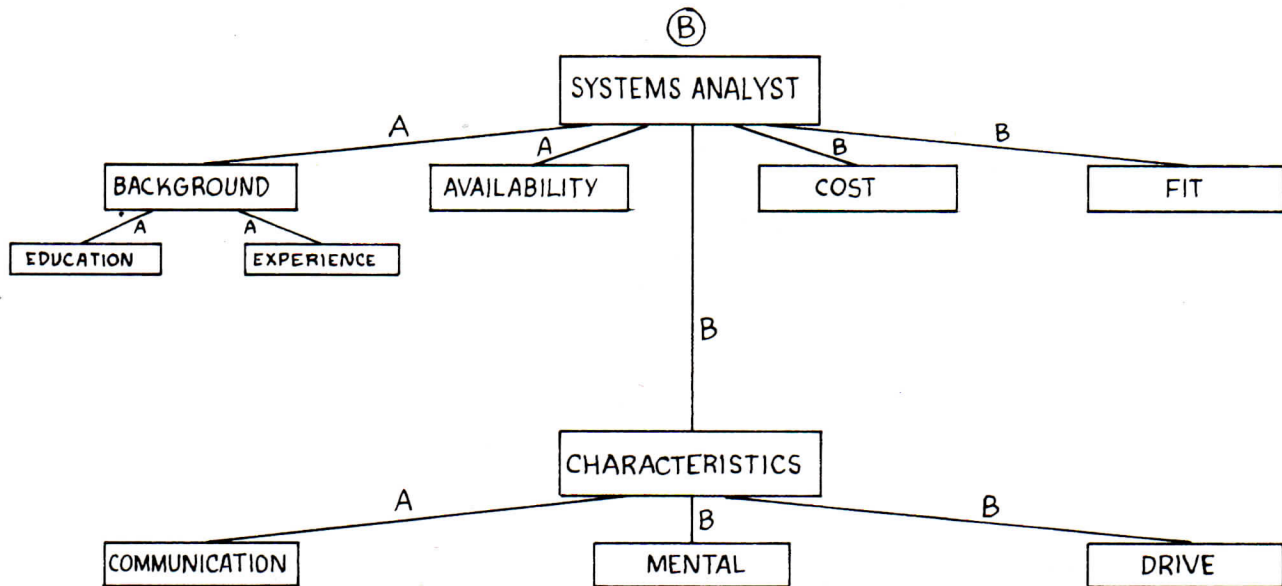 B
SYSTEMS ANALYST
A
A
B
B
BACKGROUND
AVAILABILITY
COST
FIT
A
A
EDUCATION
EXPERIENCE
B
CHARACTERISTICS
A
B
B
COMMUNICATION
MENTAL
DRIVE